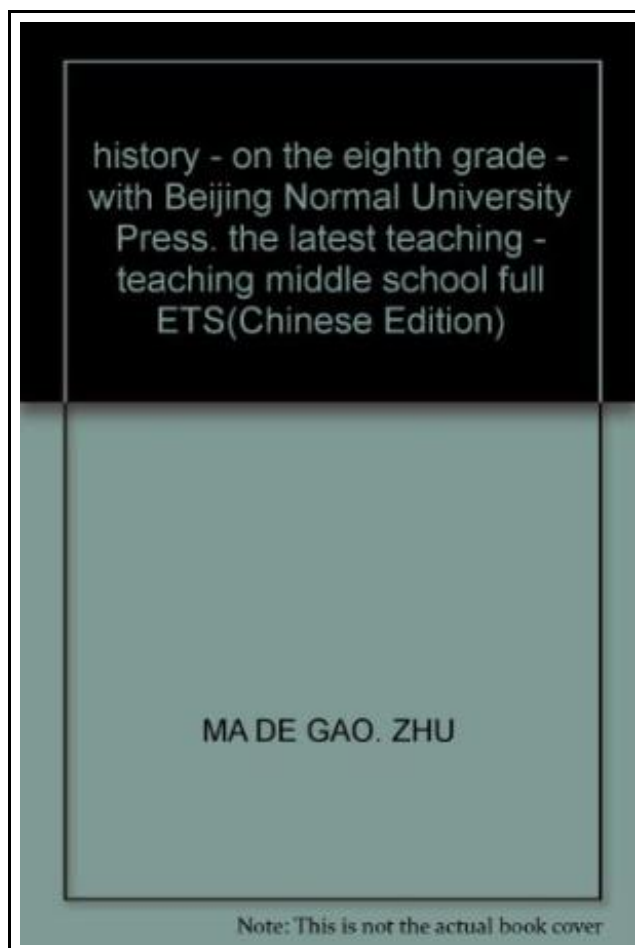 history - on the eighth grade -
with Beijing Normal University
Press. the latest teaching -
teaching middle school full
ETS(Chinese Edition)
MA DE GAO. ZHU
Note: This is not the actual book cover